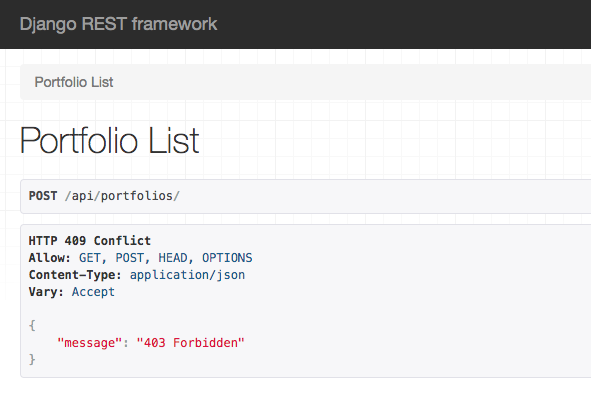 Django REST framework
Portfolio List
Portfolio List
POST /api/portfolios/
HTTP 409 Conflict
Allow: GET, POST, HEAD, OPTIONS
Content-Type: application/json
Vary: Accept
{
    "message": "403 Forbidden"
}